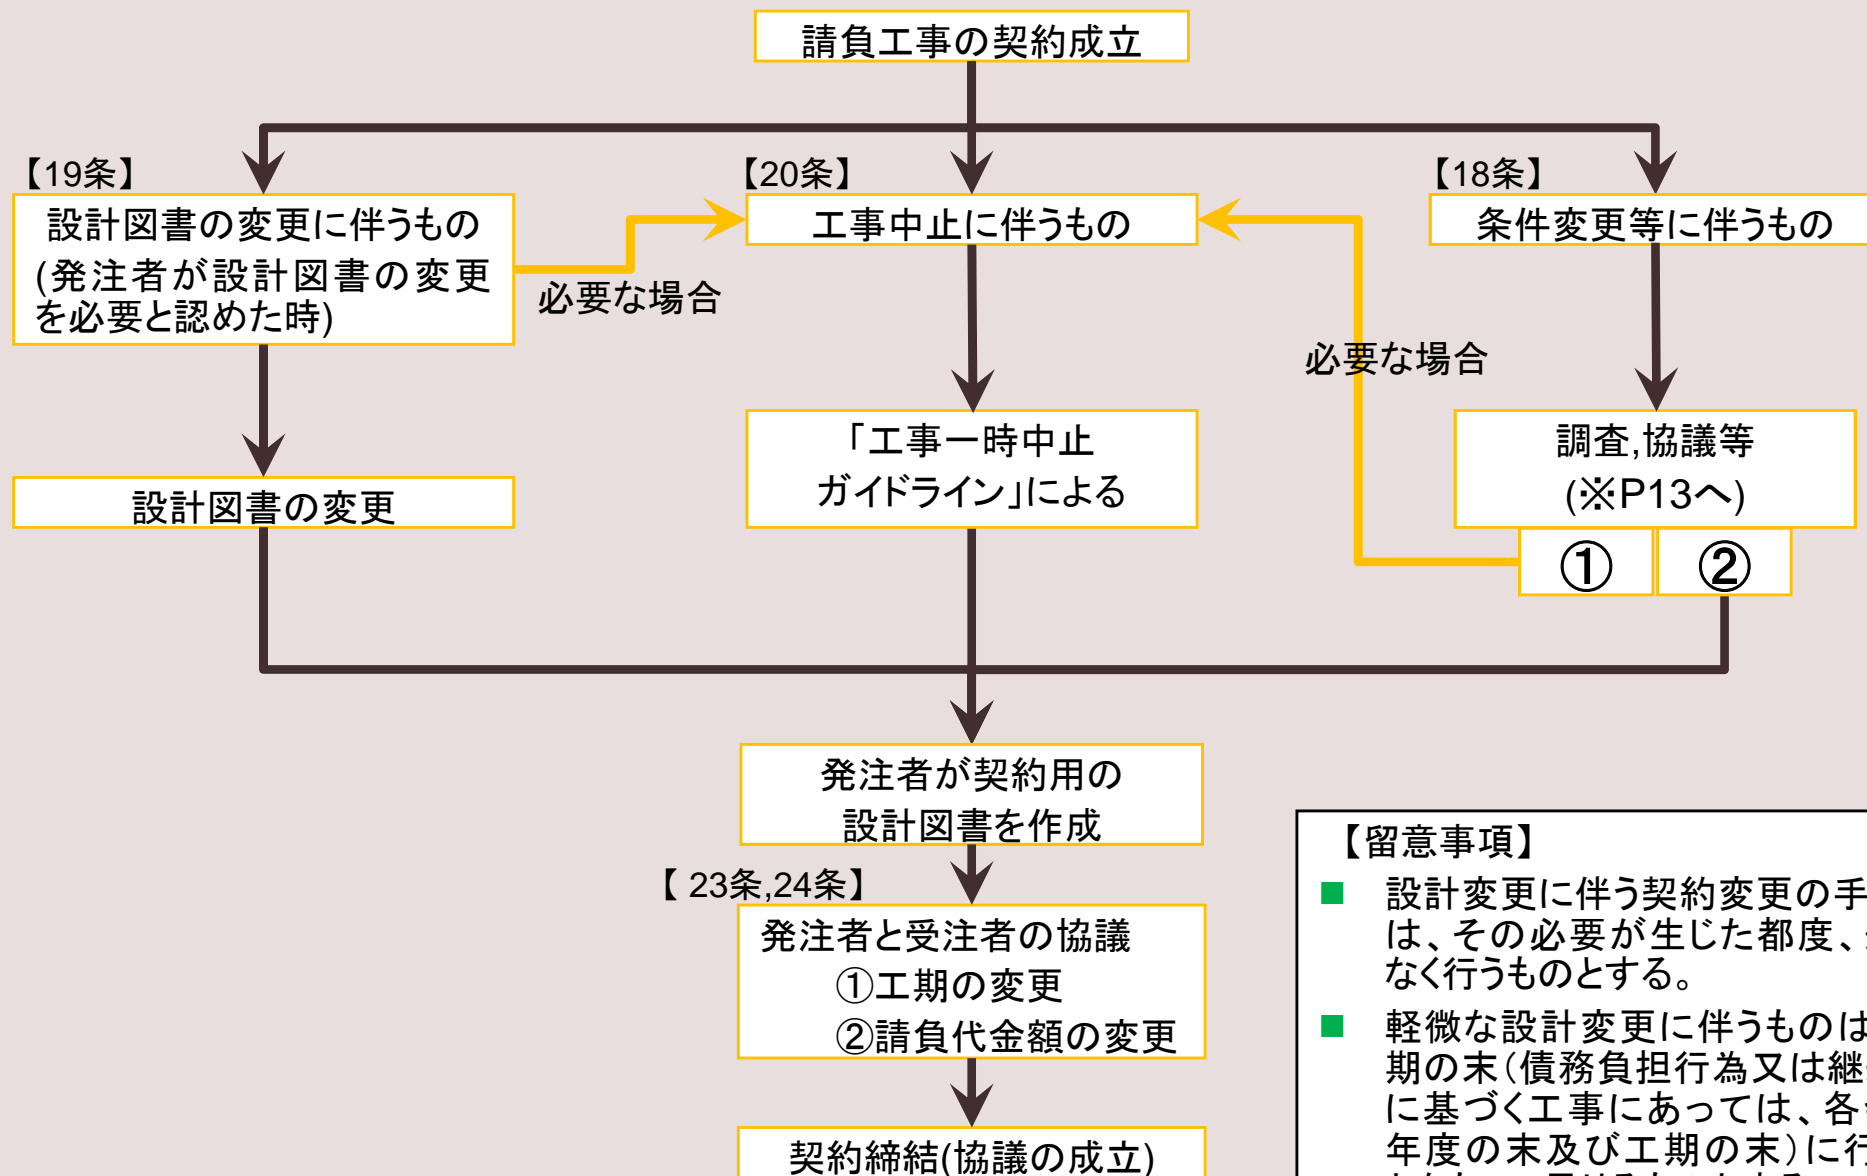 請負工事の契約成立
【19条】
設計図書の変更に伴うもの
(発注者が設計図書の変更
を必要と認めた時)
必要な場合
【20条】
工事中止に伴うもの
【18条】
条件変更等に伴うもの
必要な場合
設計図書の変更
「工事一時中止
ガイドライン」による
調査,協議等
(※P13へ)
① ②
発注者が契約用の
設計図書を作成
【 23条,24条】
発注者と受注者の協議
①工期の変更
②請負代金額の変更
契約締結(協議の成立)
【留意事項】
■ 設計変更に伴う契約変更の手
は、その必要が生じた都度、
なく行うものとする。
■ 軽微な設計変更に伴うものは
期の末(債務負担行為又は継
に基づく工事にあっては、各
年度の末及び工期の末)に行